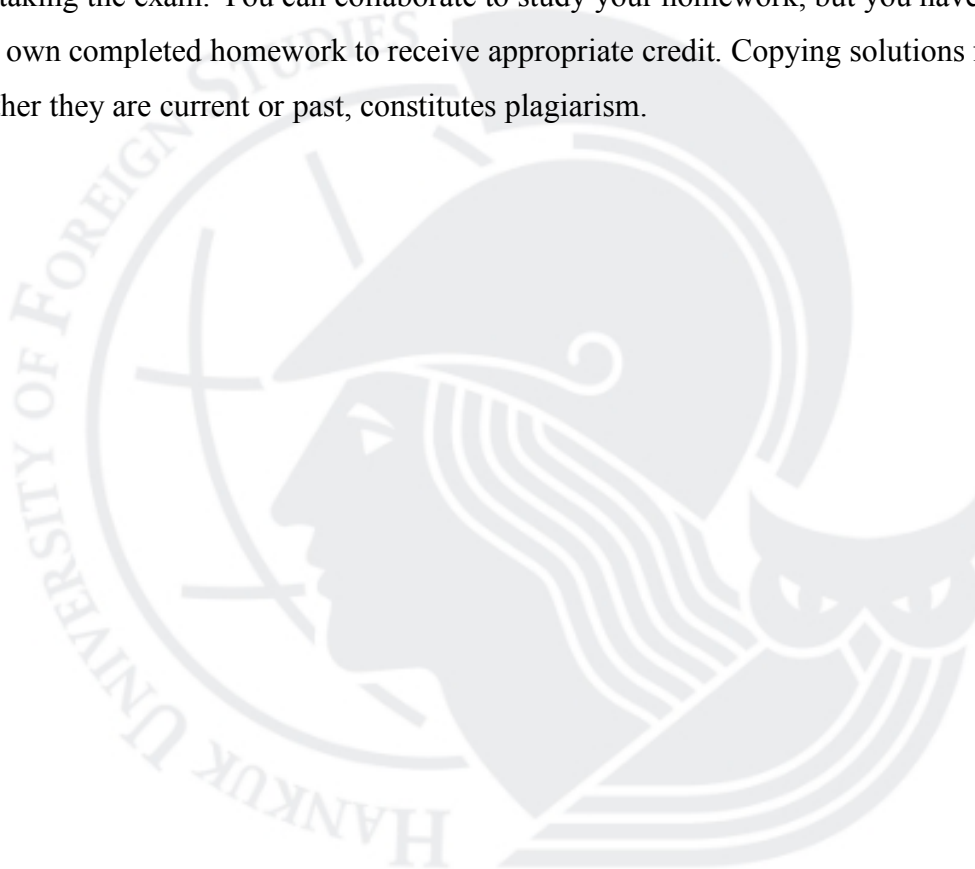 taking the exam. You can collaborate to study your homework, but you have
own completed homework to receive appropriate credit. Copying solutions
her they are current or past, constitutes plagiarism.
HANKUK UNIVERSITY OF FOREIGN STUDIES